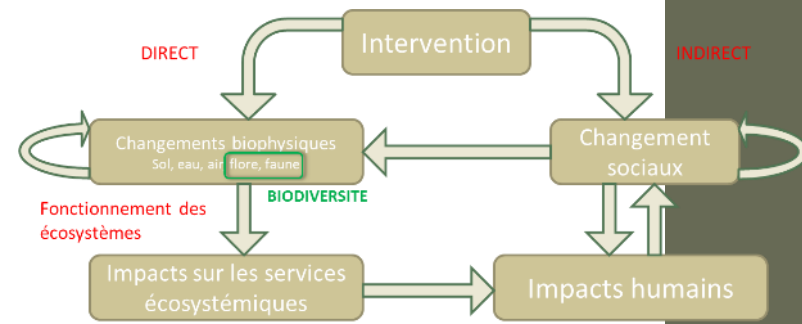 Intervention
DIRECT
INDIRECT
Changements biophysiques
Sol, eau, air flore, faune
Changement
sociaux
BIODIVERSITE
Fonctionnement des
écosystèmes
Impacts sur les services
écosystémiques
Impacts humains